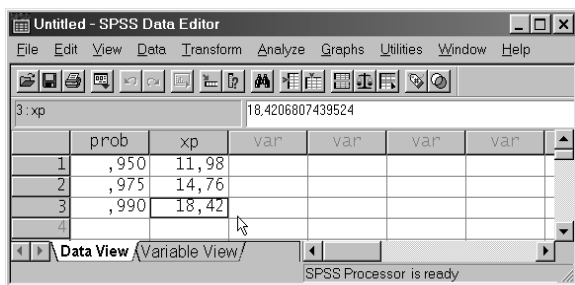 Untitled - SPSS Data Editor
File Edit View Data Transform Analyze Graphs Utilities Window Help
3 : xp 18,4206807439524
prob xp var var var var
1 ,950 11,98
2 ,975 14,76
3 ,990 18,42
4
Data View Variable View
SPSS Processor is ready